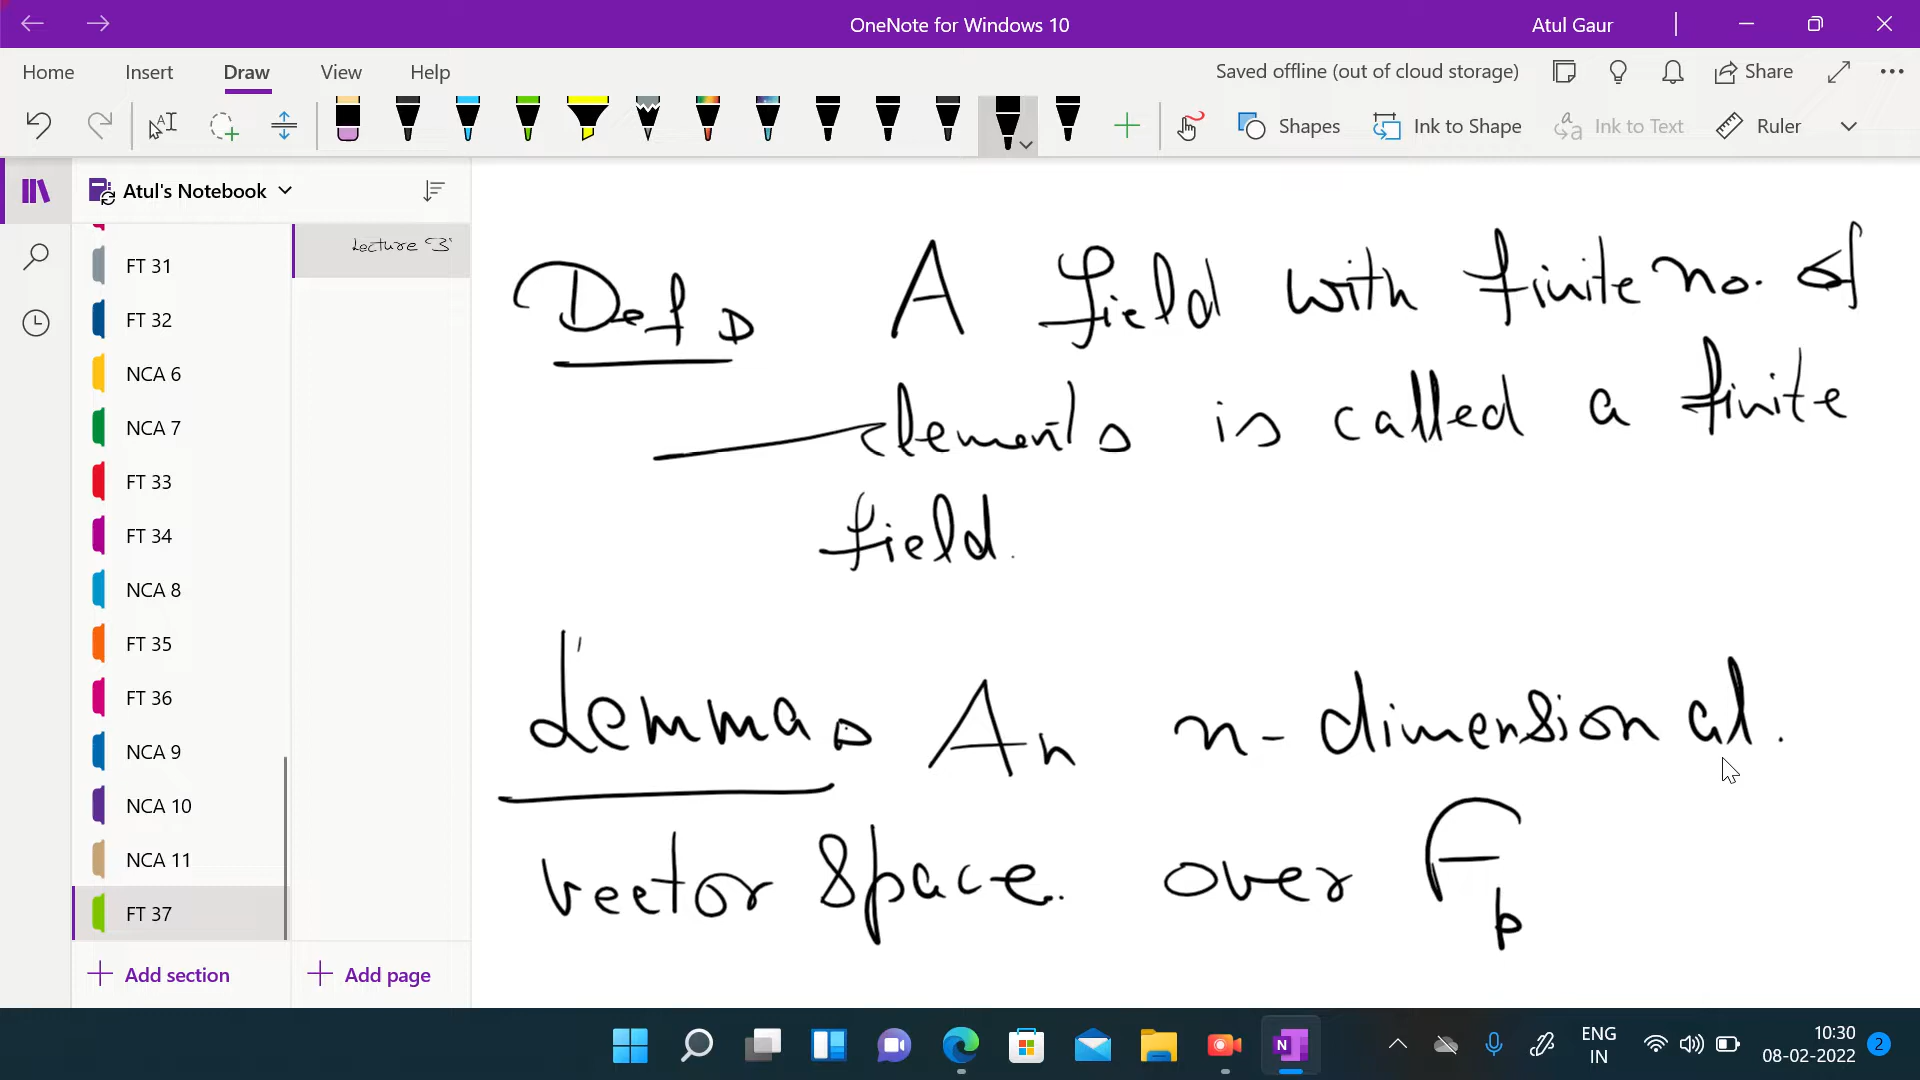 OneNote for Windows 10
Atul Gaur
Home Insert Draw View Help
Saved offline (out of cloud storage)
Share
Shapes
Ink to Shape
Ink to Text
Ruler
Atul's Notebook
FT 31
FT 32
NCA 6
NCA 7
FT 33
FT 34
NCA 8
FT 35
FT 36
NCA 9
NCA 10
NCA 11
FT 37
Add section
Lecture 3
Add page
Def A field with finite no. of
elements is called a finite
field.
Lemma An n-dimensional
vector space over F_p
ENG
IN
10:30
08-02-2022
2